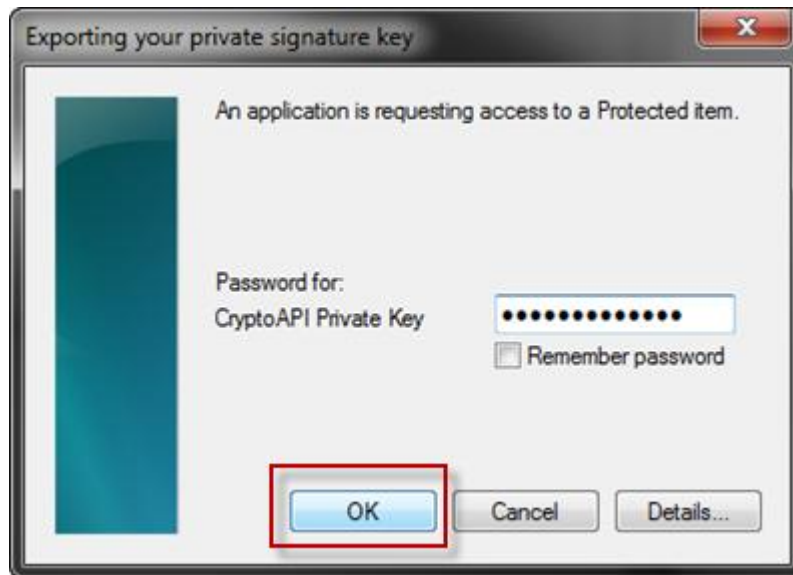 Exporting your private signature key
An application is requesting access to a Protected item.
Password for:
CryptoAPI Private Key
●●●●●●●●●●●●●
Remember password
OK
Cancel
Details...